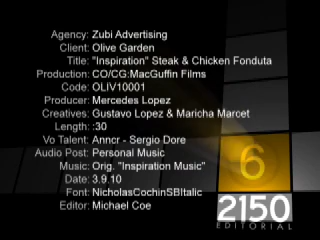 Agency: Zubi Advertising
Client: Olive Garden
Title: "Inspiration" Steak & Chicken Fonduta
Production: CO/CG:MacGuffin Films
Code: OLIV10001
Producer: Mercedes Lopez
Creatives: Gustavo Lopez & Maricha Marcet
Length: :30
Vo Talent: Anncr - Sergio Dore
Audio Post: Personal Music
Music: Orig. "Inspiration Music"
Date: 3.9.10
Font: NicholasCochinSBItalic
Editor: Michael Coe
6
2150
EDITORIAL